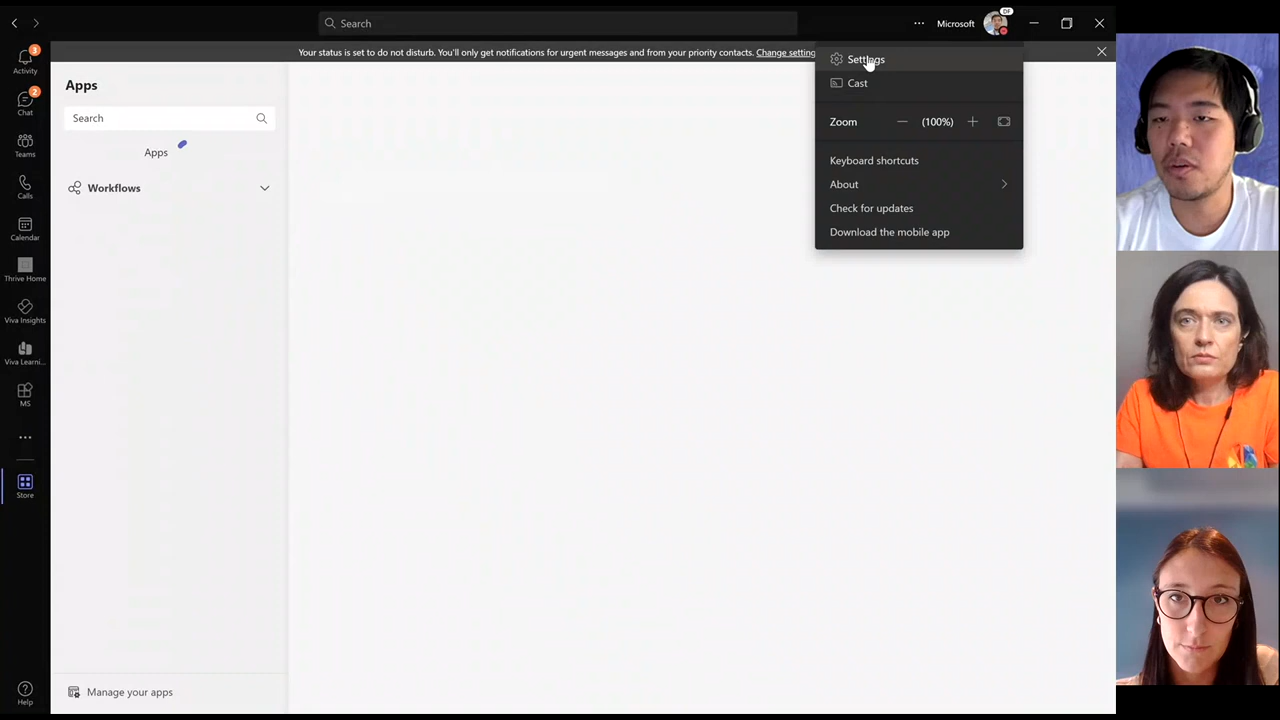 Search
Microsoft
DF
Your status is set to do not disturb. You'll only get notifications for urgent messages and from your priority contacts. Change setting
3
Activity
2
Chat
Teams
Calls
Calendar
Thrive Home
Viva Insights
Viva Learni...
MS
Store
Help
Apps
Search
Apps
Workflows
Manage your apps
Settings
Cast
Zoom (100%)
Keyboard shortcuts
About
Check for updates
Download the mobile app